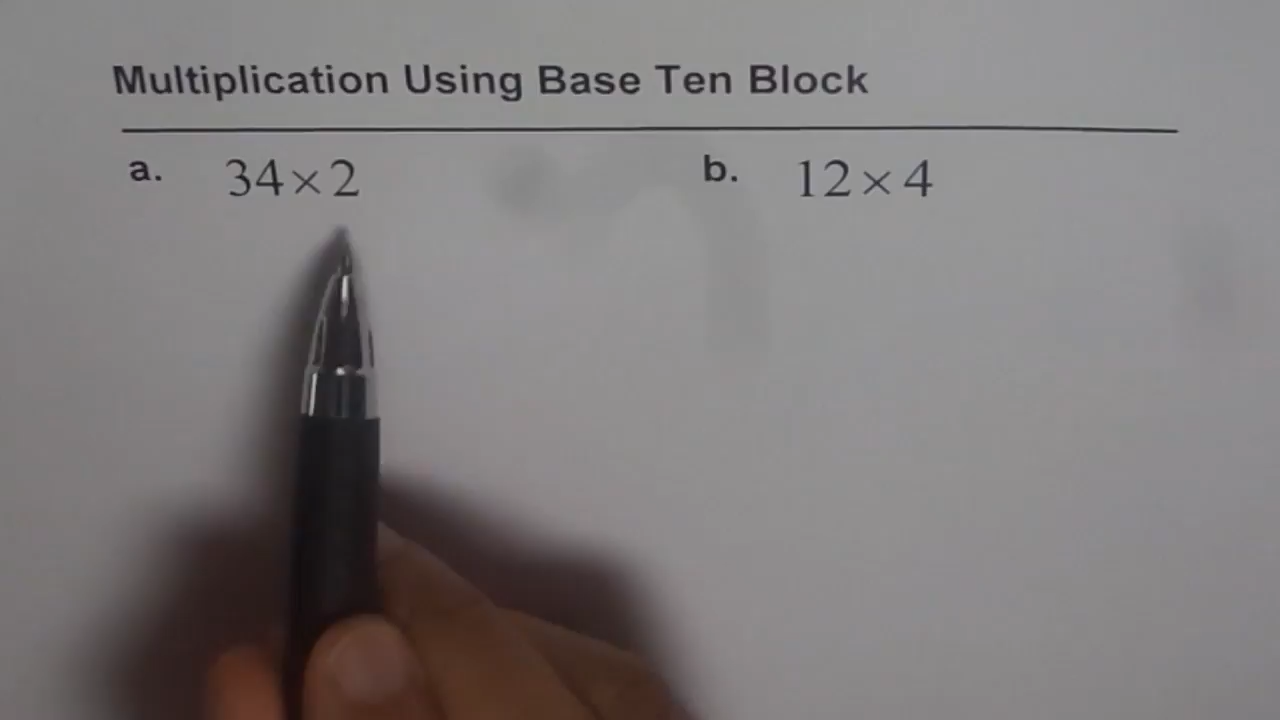 Multiplication Using Base Ten Block
a. 34×2 b. 12×4